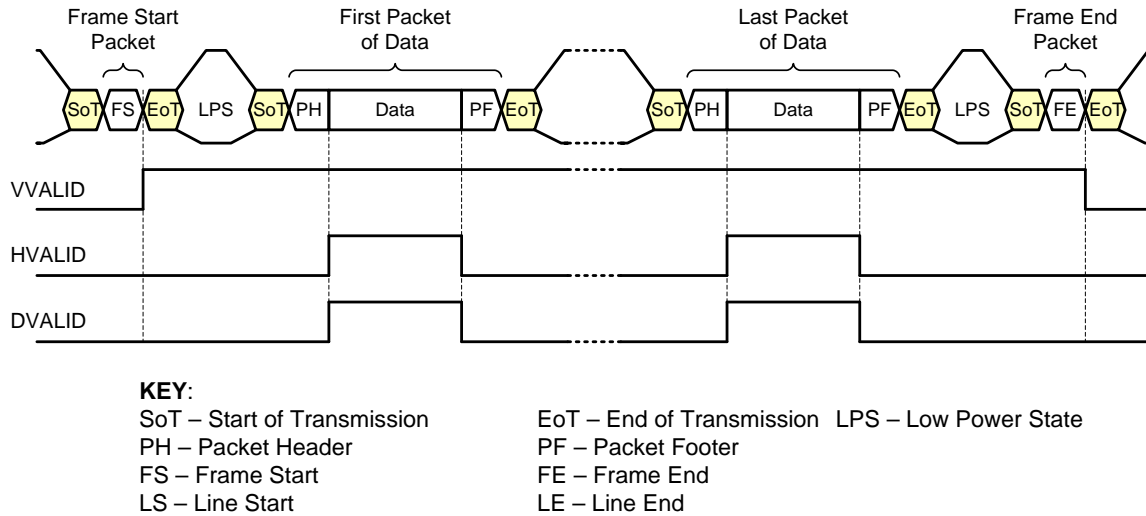 Frame Start Packet
First Packet of Data
Last Packet of Data
Frame End Packet
SoT FS EoT LPS SoT PH Data PF EoT SoT PH Data PF EoT LPS SoT FE EoT
VVALID
HVALID
DVALID
KEY:
SoT – Start of Transmission EoT – End of Transmission LPS – Low Power State
PH – Packet Header PF – Packet Footer
FS – Frame Start FE – Frame End
LS – Line Start LE – Line End